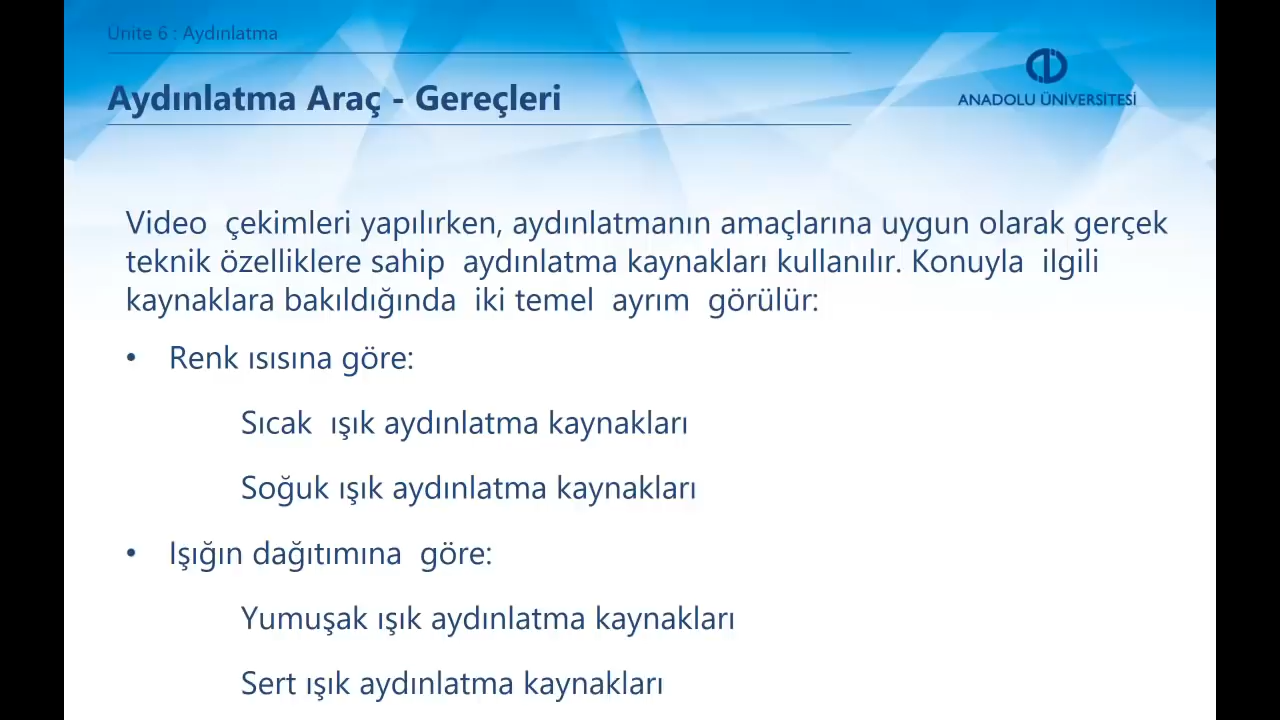 Unite 6 : Aydınlatma
Aydınlatma Araç - Gereçleri
ANADOLU ÜNİVERSİTESİ
Video çekimleri yapılırken, aydınlatmanın amaçlarına uygun olarak gerçek
teknik özelliklere sahip aydınlatma kaynakları kullanılır. Konuyla ilgili
kaynaklara bakıldığında iki temel ayrım görülür:
• Renk ısısına göre:
Sıcak ışık aydınlatma kaynakları
Soğuk ışık aydınlatma kaynakları
• Işığın dağıtımına göre:
Yumuşak ışık aydınlatma kaynakları
Sert ışık aydınlatma kaynakları